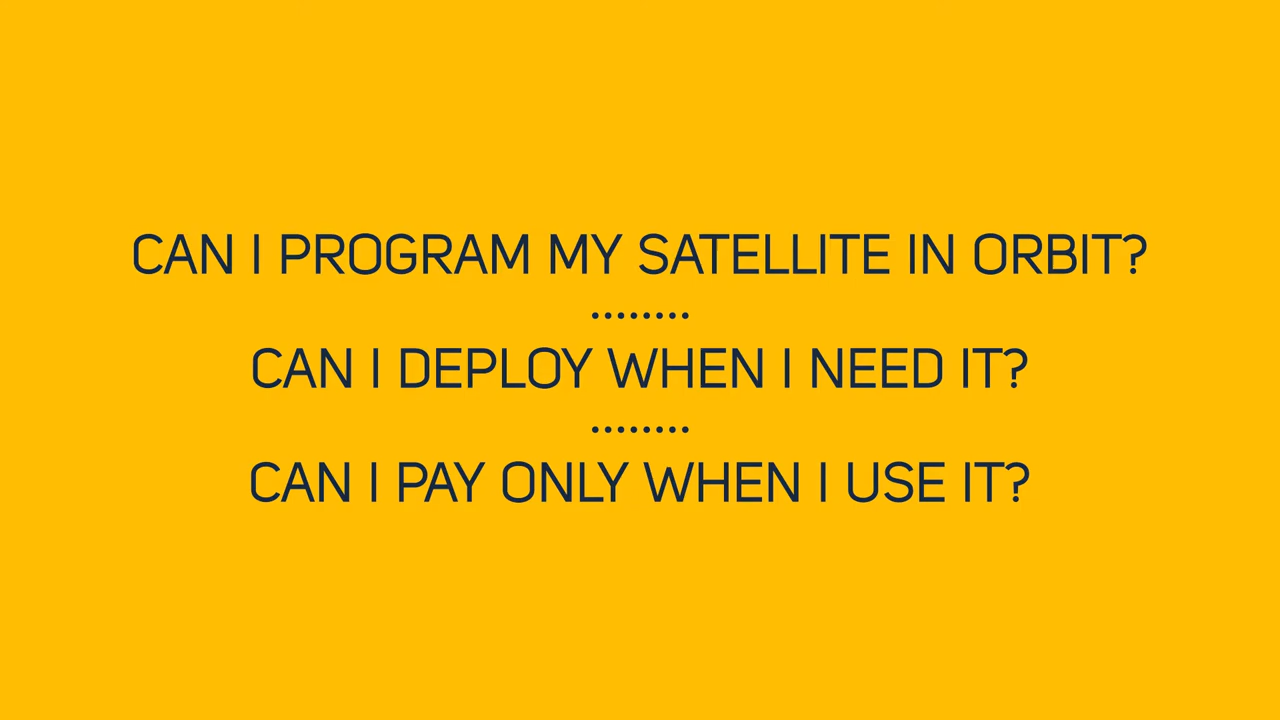 CAN I PROGRAM MY SATELLITE IN ORBIT?
........
CAN I DEPLOY WHEN I NEED IT?
........
CAN I PAY ONLY WHEN I USE IT?